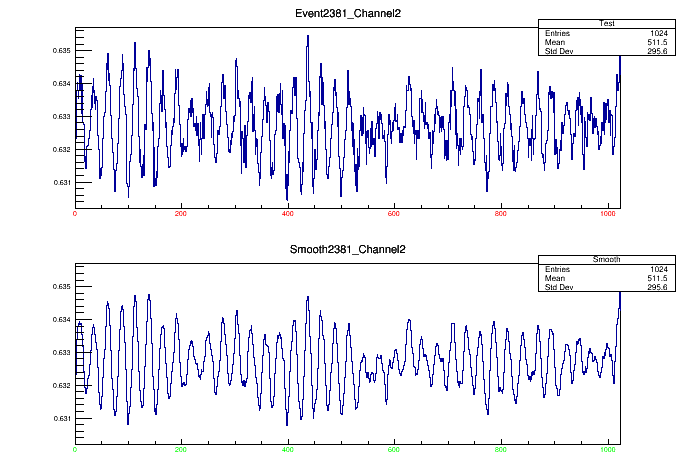 Event2381_Channel2
Test
Entries 1024
Mean 511.5
Std Dev 295.6
0.635
0.634
0.633
0.632
0.631
0 200 400 600 800 1000
Smooth2381_Channel2
Smooth
Entries 1024
Mean 511.5
Std Dev 295.6
0.635
0.634
0.633
0.632
0.631
0 200 400 600 800 1000